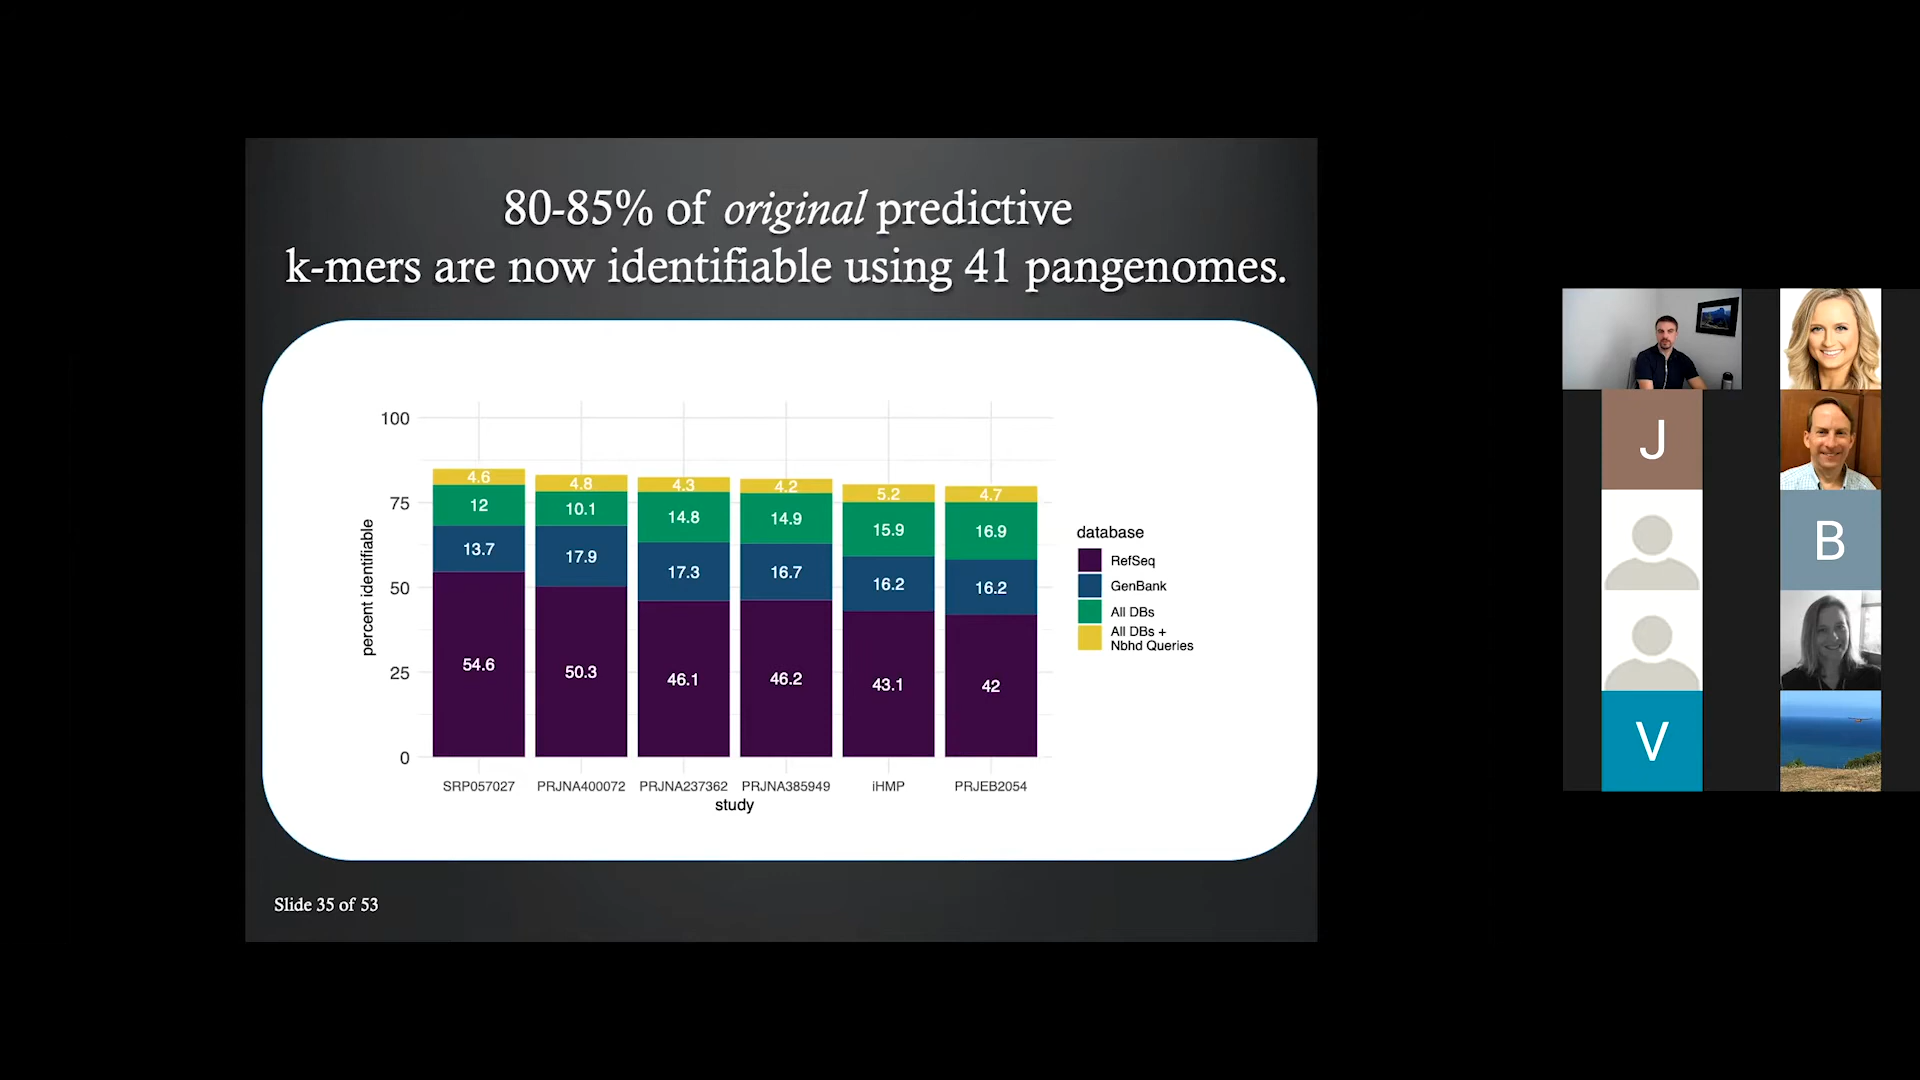 80-85% of original predictive
k-mers are now identifiable using 41 pangenomes.
100
75
50
25
0
percent identifiable
4.6
12
13.7
54.6
4.8
10.1
17.9
50.3
4.3
14.8
17.3
46.1
4.2
14.9
16.7
46.2
5.2
15.9
16.2
43.1
4.7
16.9
16.2
42
SRP057027 PRJNA400072 PRJNA237362 PRJNA385949 iHMP PRJEB2054
study
database
RefSeq
GenBank
All DBs
All DBs +
Nbhd Queries
Slide 35 of 53
J
B
V